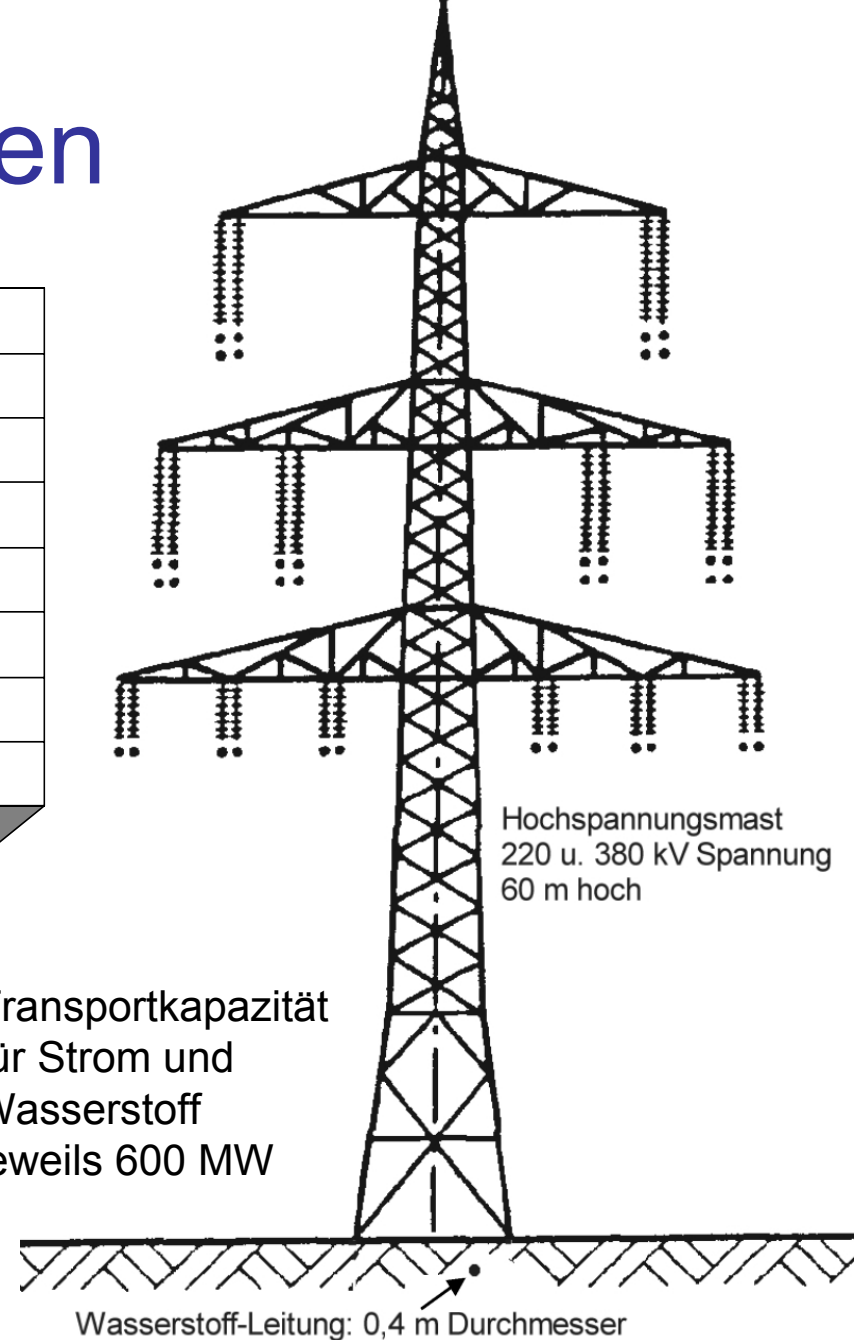 en
Hochspannungsmast
220 u. 380 kV Spannung
60 m hoch
Transportkapazität
ür Strom und
Wasserstoff
eweils 600 MW
Wasserstoff-Leitung: 0,4 m Durchmesser